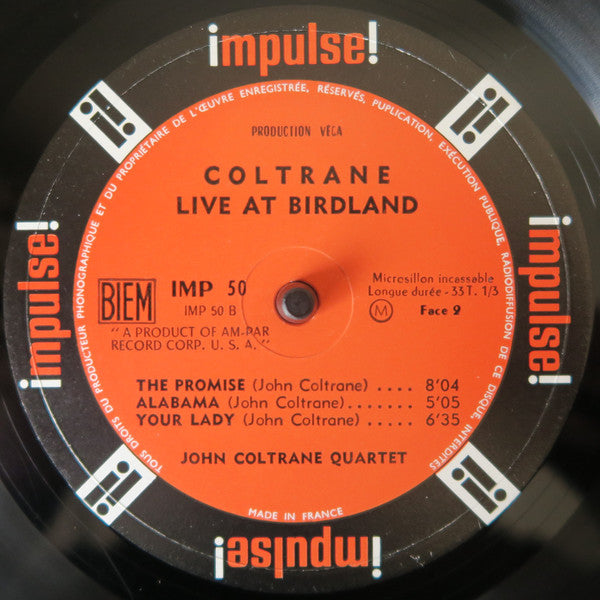 impulse!
TOUS DROITS DU PRODUCTEUR PHONOGRAPHIQUE ET DU PROPRIÉTAIRE DE L'ŒUVRE ENREGISTRÉE, RÉSERVÉS, PUPLICATION, EXÉCUTION PUBLIQUE, RADIODIFFUSION DE CE DISQUE, INTERDITES
PRODUCTION VÉGA
COLTRANE
LIVE AT BIRDLAND
impulse!
impulse!
BIEM
IMP 50
IMP 50 B
Microsillon incassable
Longue durée - 33 T. 1/3
M Face 2
"A PRODUCT OF AM-PAR
RECORD CORP. U. S. A."
THE PROMISE (John Coltrane) .... 8'04
ALABAMA (John Coltrane)....... 5'05
YOUR LADY (John Coltrane) ..... 6'35
JOHN COLTRANE QUARTET
MADE IN FRANCE
impulse!